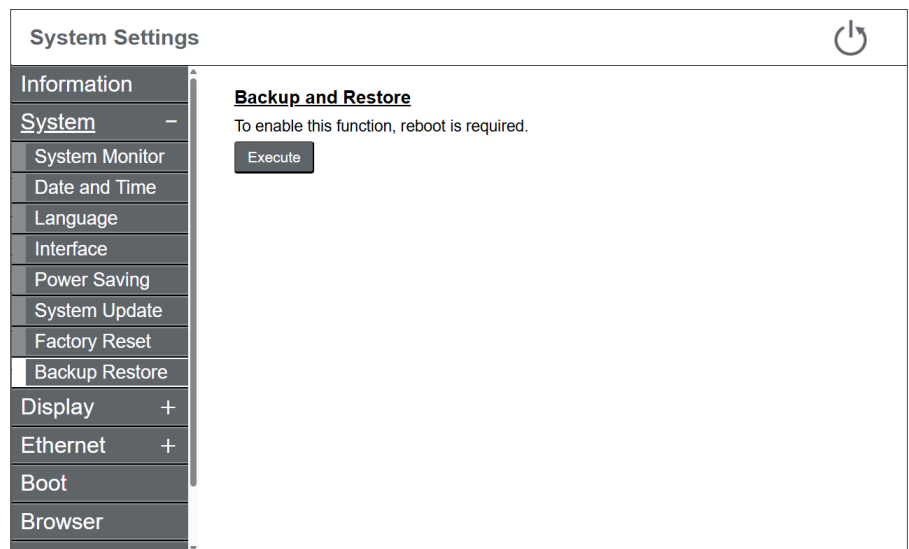 System Settings
Information
System −
System Monitor
Date and Time
Language
Interface
Power Saving
System Update
Factory Reset
Backup Restore
Display +
Ethernet +
Boot
Browser
Backup and Restore
To enable this function, reboot is required.
Execute